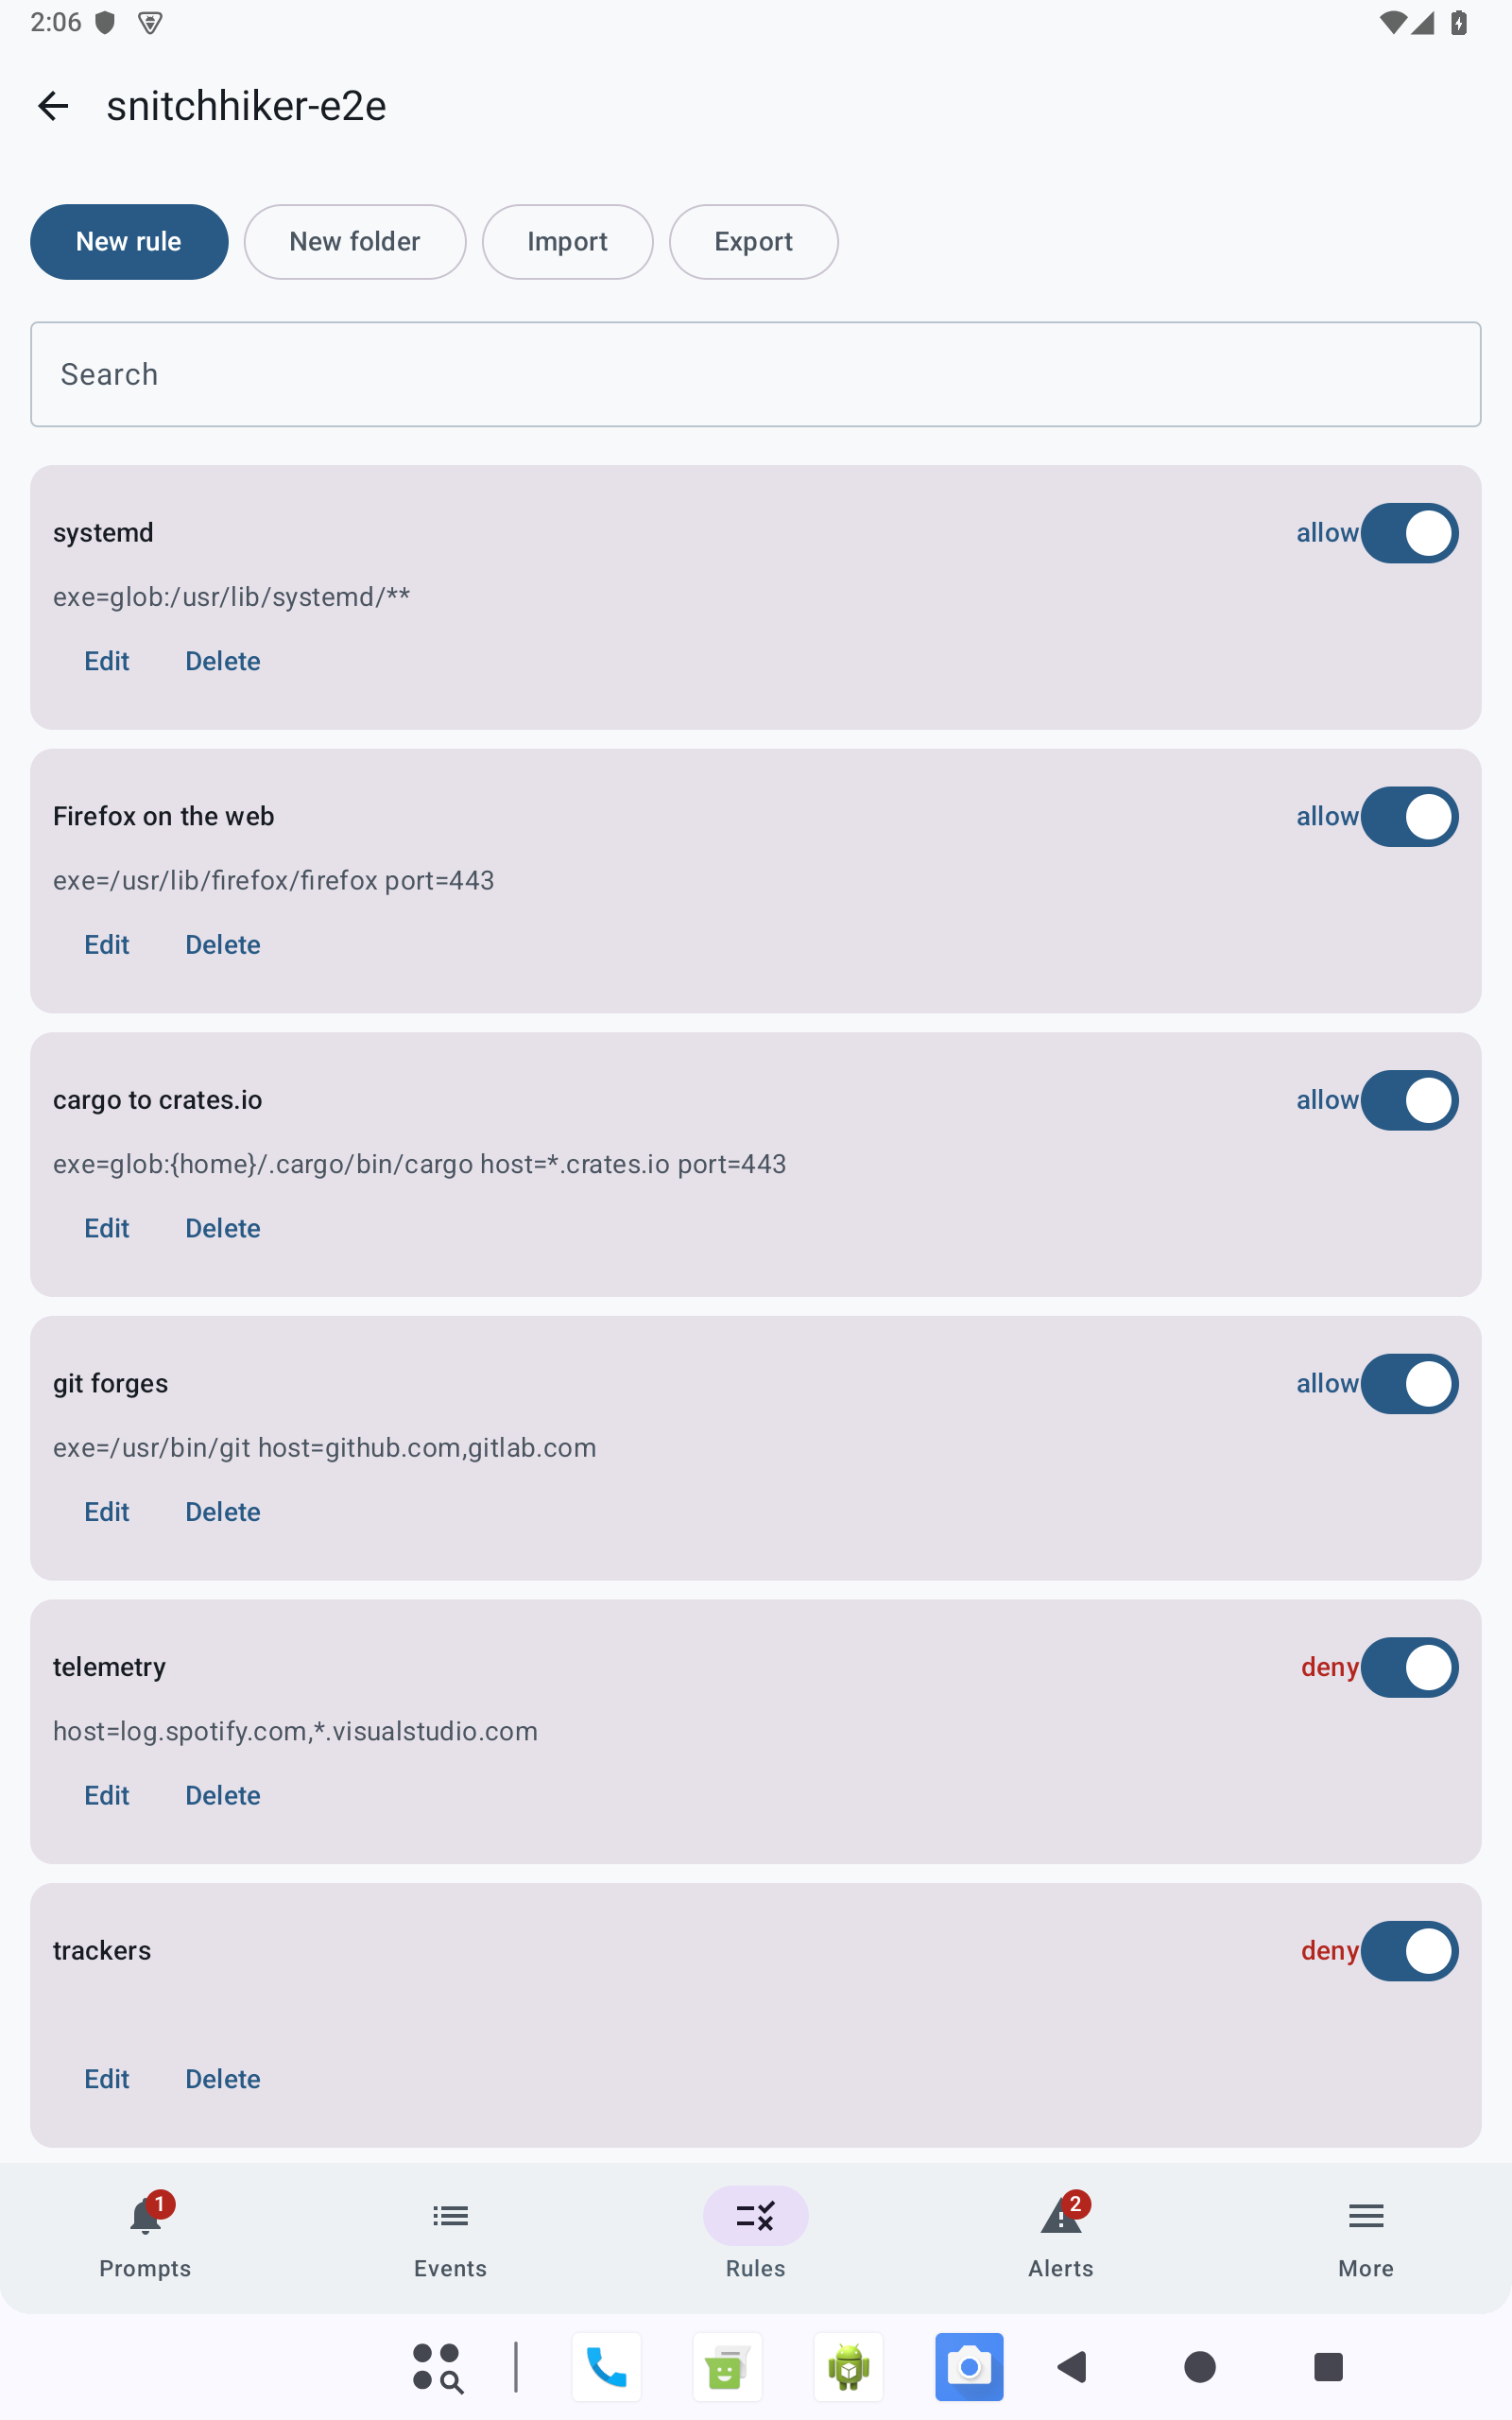 2:06
snitchhiker-e2e
New rule
New folder
Import
Export
Search
systemd
allow
exe=glob:/usr/lib/systemd/**
Edit
Delete
Firefox on the web
allow
exe=/usr/lib/firefox/firefox port=443
Edit
Delete
cargo to crates.io
allow
exe=glob:{home}/.cargo/bin/cargo host=*.crates.io port=443
Edit
Delete
git forges
allow
exe=/usr/bin/git host=github.com,gitlab.com
Edit
Delete
telemetry
deny
host=log.spotify.com,*.visualstudio.com
Edit
Delete
trackers
deny
Edit
Delete
1
Prompts
Events
Rules
2
Alerts
More